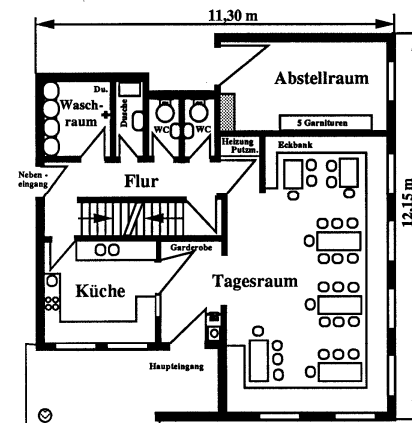 11,30 m
Abstellraum
Du.
Wasch-
raum
Dusche
WC
WC
5 Garnituren
Heizung
Putzm.
Eckbank
Neben-
eingang
Flur
12,15 m
Garderobe
Küche
Tagesraum
Haupteingang